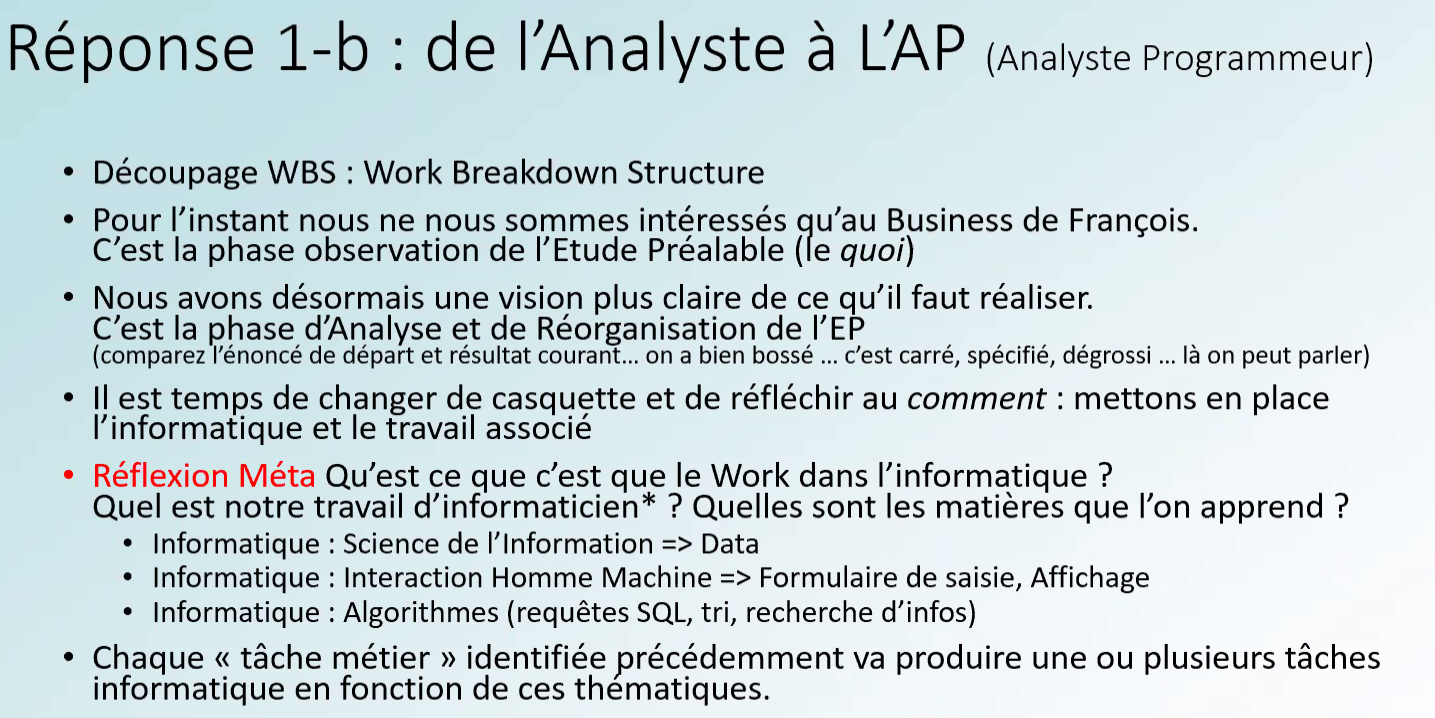 Réponse 1-b : de l’Analyste à L’AP (Analyste Programmeur)
• Découpage WBS : Work Breakdown Structure
• Pour l’instant nous ne nous sommes intéressés qu’au Business de François.
C’est la phase observation de l’Etude Préalable (le quoi)
• Nous avons désormais une vision plus claire de ce qu’il faut réaliser.
C’est la phase d’Analyse et de Réorganisation de l’EP
(comparez l’énoncé de départ et résultat courant… on a bien bossé … c’est carré, spécifié, dégrossi … là on peut parler)
• Il est temps de changer de casquette et de réfléchir au comment : mettons en place
l’informatique et le travail associé
• Réflexion Méta Qu’est ce que c’est que le Work dans l’informatique ?
Quel est notre travail d’informaticien* ? Quelles sont les matières que l’on apprend ?
• Informatique : Science de l’Information => Data
• Informatique : Interaction Homme Machine => Formulaire de saisie, Affichage
• Informatique : Algorithmes (requêtes SQL, tri, recherche d’infos)
• Chaque « tâche métier » identifiée précédemment va produire une ou plusieurs tâches
informatique en fonction de ces thématiques.